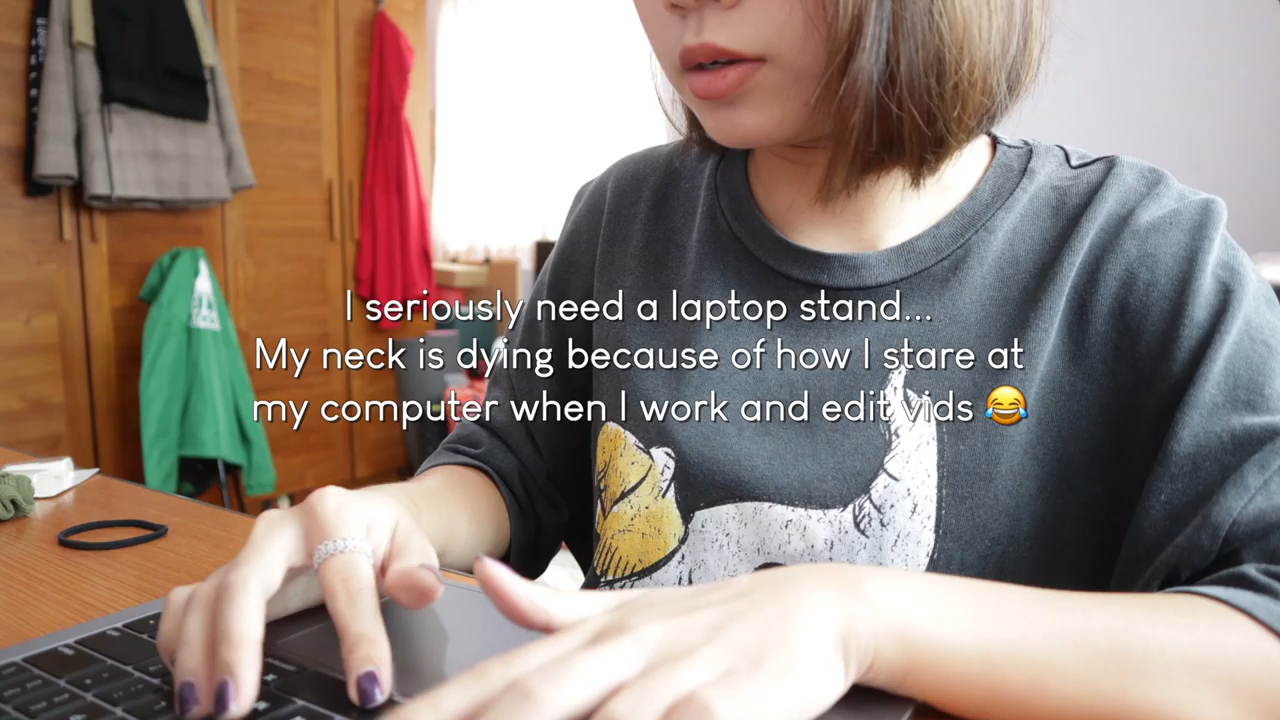 I seriously need a laptop stand...
My neck is dying because of how I stare at
my computer when I work and edit vids 😂